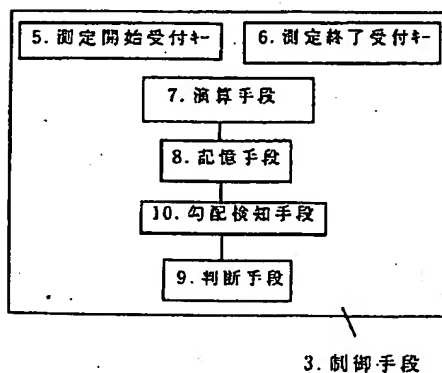 5. 測定開始受付キー
6. 測定終了受付キー
7. 演算手段
8. 記憶手段
10. 勾配検知手段
9. 判断手段
3. 制御手段